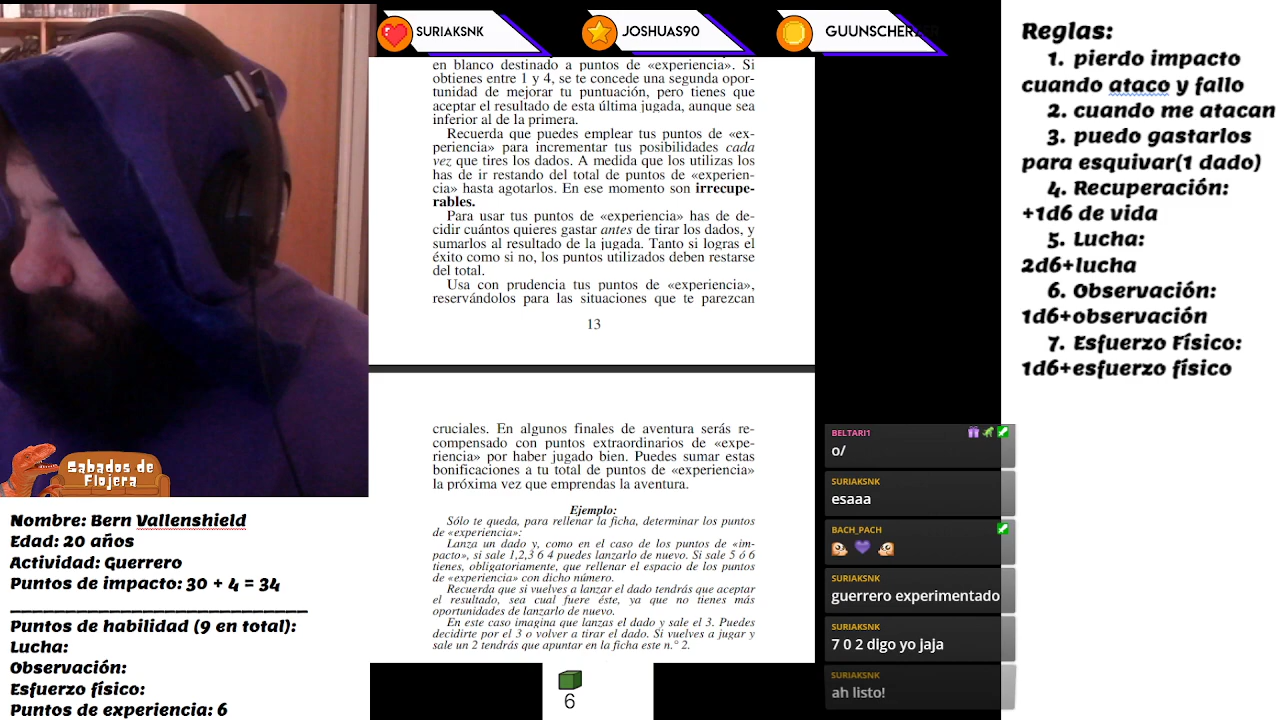 SURIAKSNK
JOSHUAS90
GUUNSCHERZER
en blanco destinado a puntos de «experiencia». Si
obtienes entre 1 y 4, se te concede una segunda opor-
tunidad de mejorar tu puntuación, pero tienes que
aceptar el resultado de esta última jugada, aunque sea
inferior al de la primera.
Recuerda que puedes emplear tus puntos de «ex-
periencia» para incrementar tus posibilidades cada
vez que tires los dados. A medida que los utilizas los
has de ir restando del total de puntos de «experien-
cia» hasta agotarlos. En ese momento son irrecupe-
rables.
Para usar tus puntos de «experiencia» has de de-
cidir cuántos quieres gastar antes de tirar los dados, y
sumarlos al resultado de la jugada. Tanto si logras el
éxito como si no, los puntos utilizados deben restarse
del total.
Usa con prudencia tus puntos de «experiencia»,
reservándolos para las situaciones que te parezcan
13
cruciales. En algunos finales de aventura serás re-
compensado con puntos extraordinarios de «expe-
riencia» por haber jugado bien. Puedes sumar estas
bonificaciones a tu total de puntos de «experiencia»
la próxima vez que emprendas la aventura.
Ejemplo:
Sólo te queda, para rellenar la ficha, determinar los puntos
de «experiencia»:
Lanza un dado y, como en el caso de los puntos de «im-
pacto», si sale 1,2,3 ó 4 puedes lanzarlo de nuevo. Si sale 5 ó 6
tienes, obligatoriamente, que rellenar el espacio de los puntos
de «experiencia» con dicho número.
Recuerda que si vuelves a lanzar el dado tendrás que aceptar
el resultado, sea cual fuere éste, ya que no tienes más
oportunidades de lanzarlo de nuevo.
En este caso imagina que lanzas el dado y sale el 3. Puedes
decidirte por el 3 o volver a tirar el dado. Si vuelves a jugar y
sale un 2 tendrás que apuntar en la ficha este n.° 2.
6
Reglas:
1. pierdo impacto
cuando ataco y fallo
2. cuando me atacan
3. puedo gastarlos
para esquivar(1 dado)
4. Recuperación:
+1d6 de vida
5. Lucha:
2d6+lucha
6. Observación:
1d6+observación
7. Esfuerzo Físico:
1d6+esfuerzo físico
BELTARI1
o/
SURIAKSNK
esaaa
BACH_PACH
SURIAKSNK
guerrero experimentado
SURIAKSNK
7 0 2 digo yo jaja
SURIAKSNK
ah listo!
Sabados de
Flojera
Nombre: Bern Vallenshield
Edad: 20 años
Actividad: Guerrero
Puntos de impacto: 30 + 4 = 34
Puntos de habilidad (9 en total):
Lucha:
Observación:
Esfuerzo físico:
Puntos de experiencia: 6